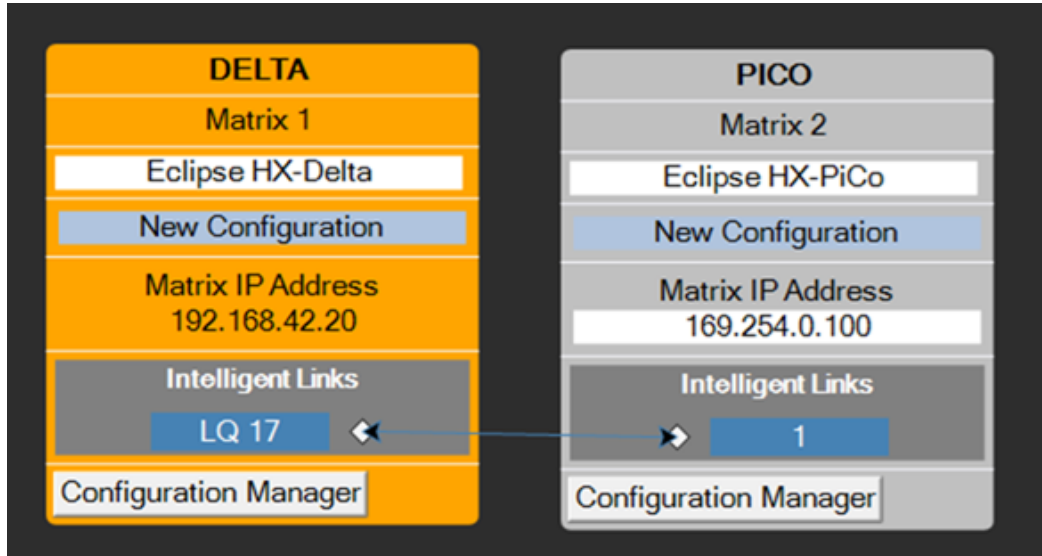 DELTA
Matrix 1
Eclipse HX-Delta
New Configuration
Matrix IP Address
192.168.42.20
Intelligent Links
LQ 17
Configuration Manager
PICO
Matrix 2
Eclipse HX-PiCo
New Configuration
Matrix IP Address
169.254.0.100
Intelligent Links
1
Configuration Manager